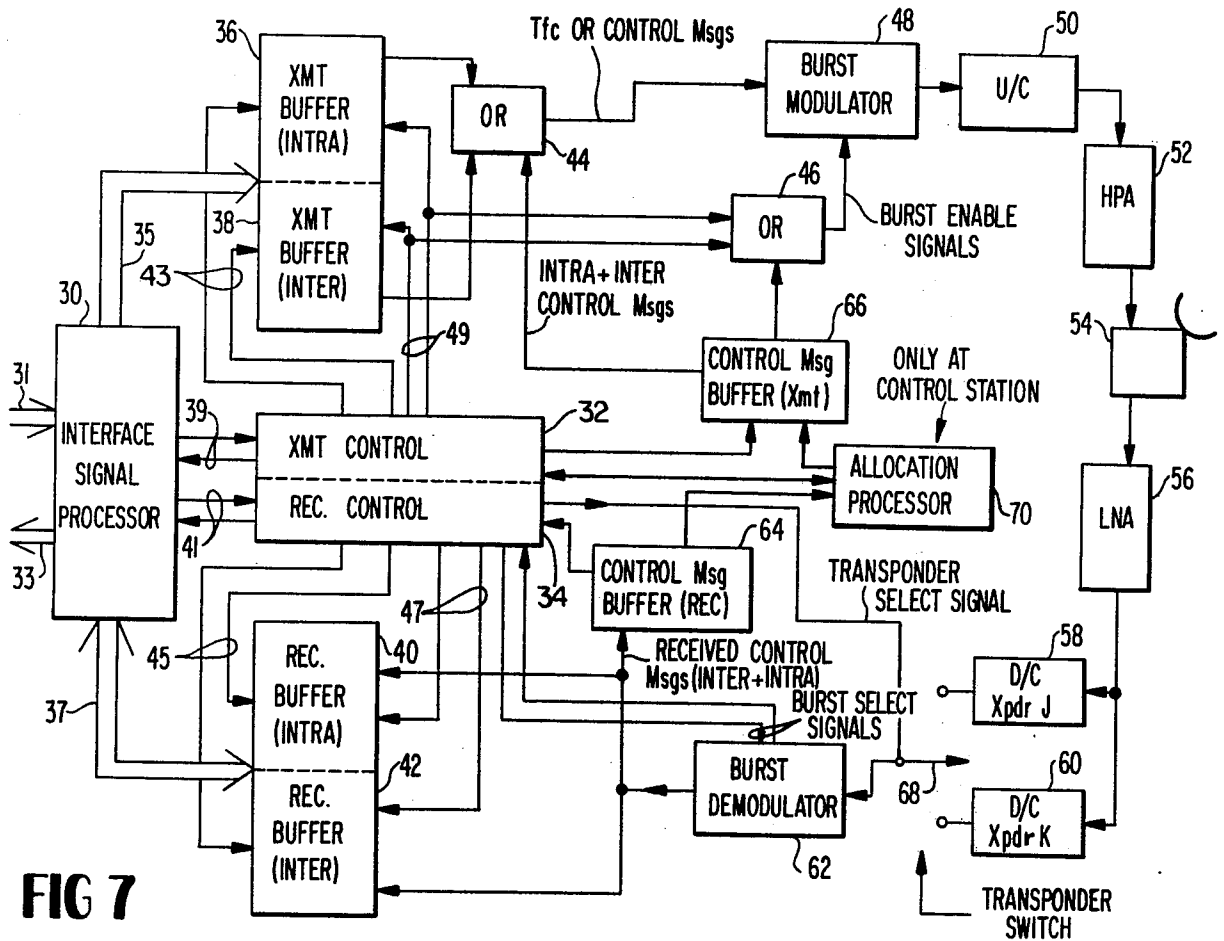 36
XMT
BUFFER
(INTRA)
38
XMT
BUFFER
(INTER)
Tfc OR CONTROL Msgs
OR
44
48
BURST
MODULATOR
50
U/C
52
HPA
46
OR
BURST ENABLE
SIGNALS
INTRA+INTER
CONTROL Msgs
35
43
49
30
31
INTERFACE
SIGNAL
PROCESSOR
33
39
41
32
XMT CONTROL
REC. CONTROL
34
66
CONTROL Msg
BUFFER (Xmt)
ONLY AT
CONTROL STATION
ALLOCATION
PROCESSOR
70
54
56
LNA
64
CONTROL Msg
BUFFER (REC)
TRANSPONDER
SELECT SIGNAL
47
45
37
40
REC.
BUFFER
(INTRA)
42
REC.
BUFFER
(INTER)
RECEIVED CONTROL
Msgs (INTER+INTRA)
BURST SELECT
SIGNALS
BURST
DEMODULATOR
62
68
58
D/C
Xpdr J
60
D/C
Xpdr K
TRANSPONDER
SWITCH
FIG 7